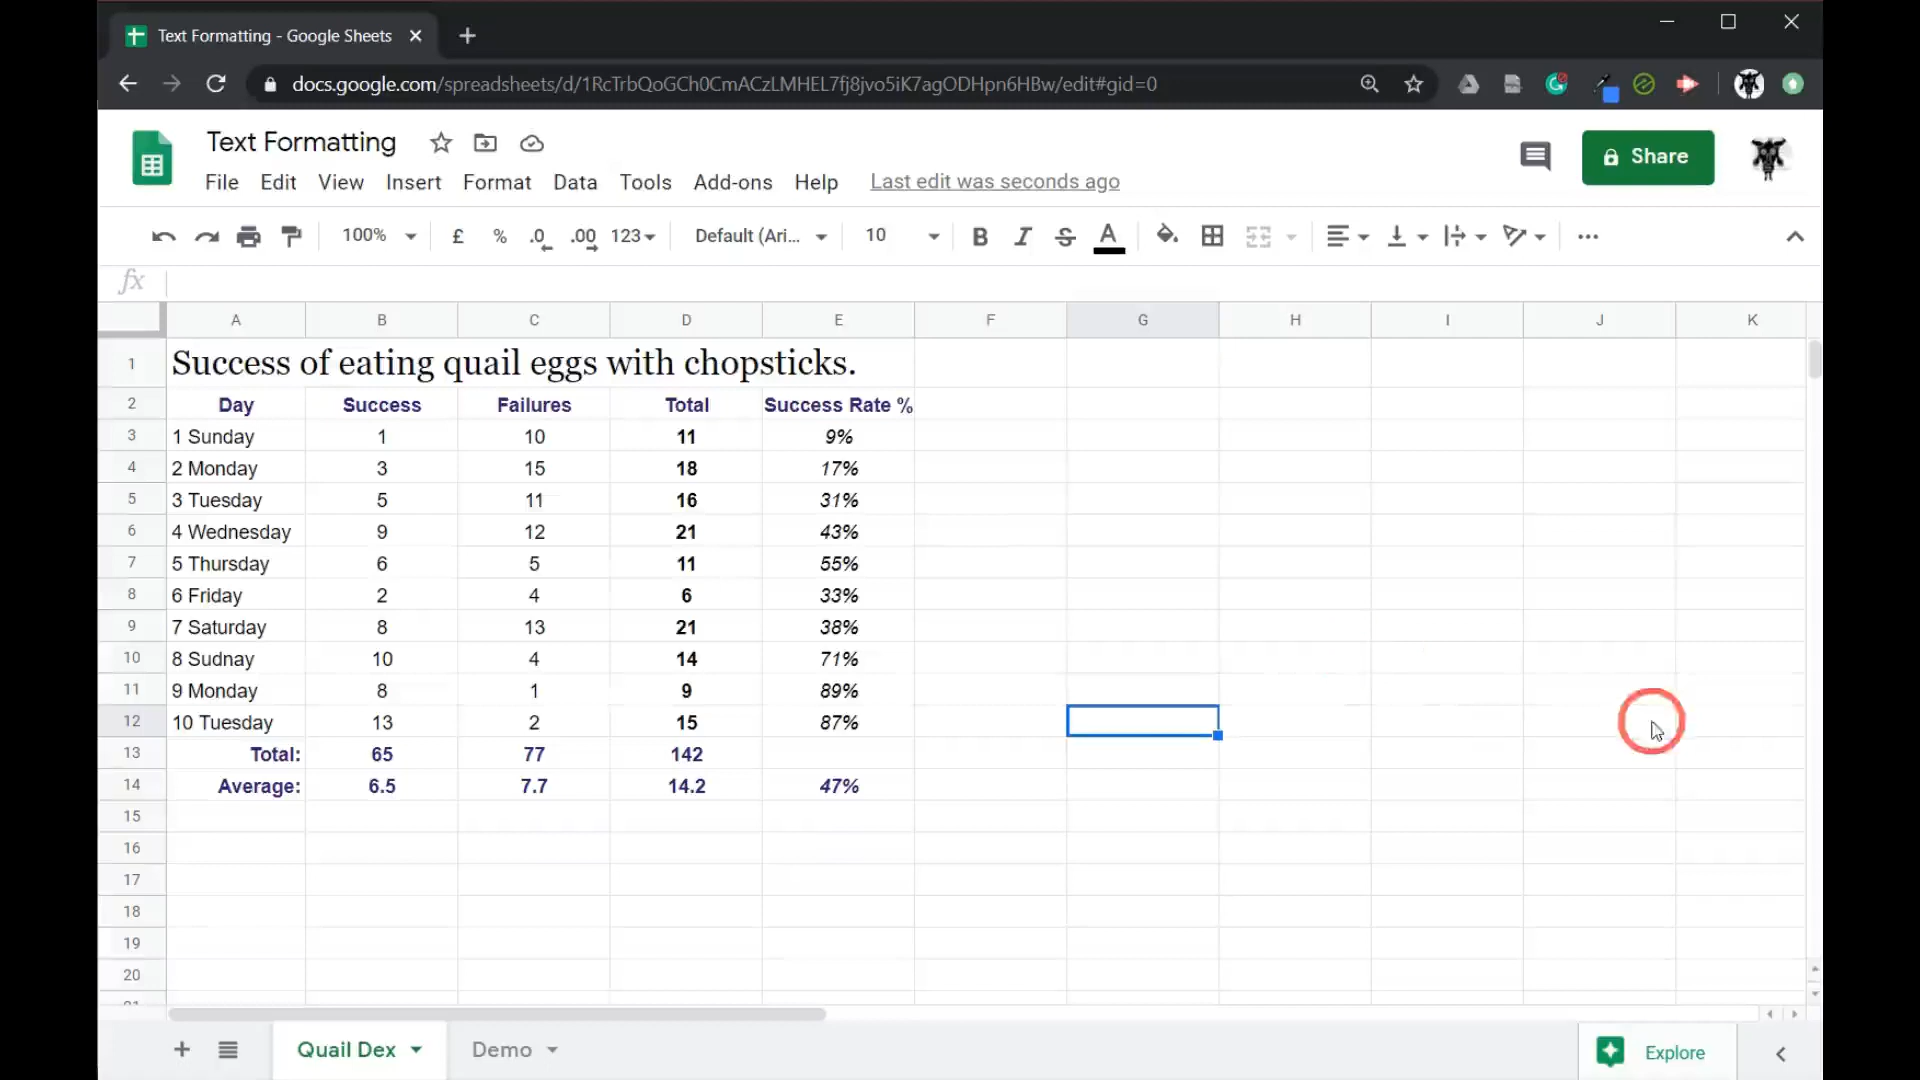 Text Formatting - Google Sheets
docs.google.com/spreadsheets/d/1RcTrbQoGCh0CmACzLMHEL7fj8jvo5iK7agODHpn6HBw/edit#gid=0
Text Formatting
File Edit View Insert Format Data Tools Add-ons Help Last edit was seconds ago
Share
100% £ % .0 .00 123 Default (Ari... 10 B I S A
fx
A B C D E F G H I J K
1 Success of eating quail eggs with chopsticks.
2 Day Success Failures Total Success Rate %
3 1 Sunday 1 10 11 9%
4 2 Monday 3 15 18 17%
5 3 Tuesday 5 11 16 31%
6 4 Wednesday 9 12 21 43%
7 5 Thursday 6 5 11 55%
8 6 Friday 2 4 6 33%
9 7 Saturday 8 13 21 38%
10 8 Sudnay 10 4 14 71%
11 9 Monday 8 1 9 89%
12 10 Tuesday 13 2 15 87%
13 Total: 65 77 142
14 Average: 6.5 7.7 14.2 47%
15
16
17
18
19
20
Quail Dex Demo Explore